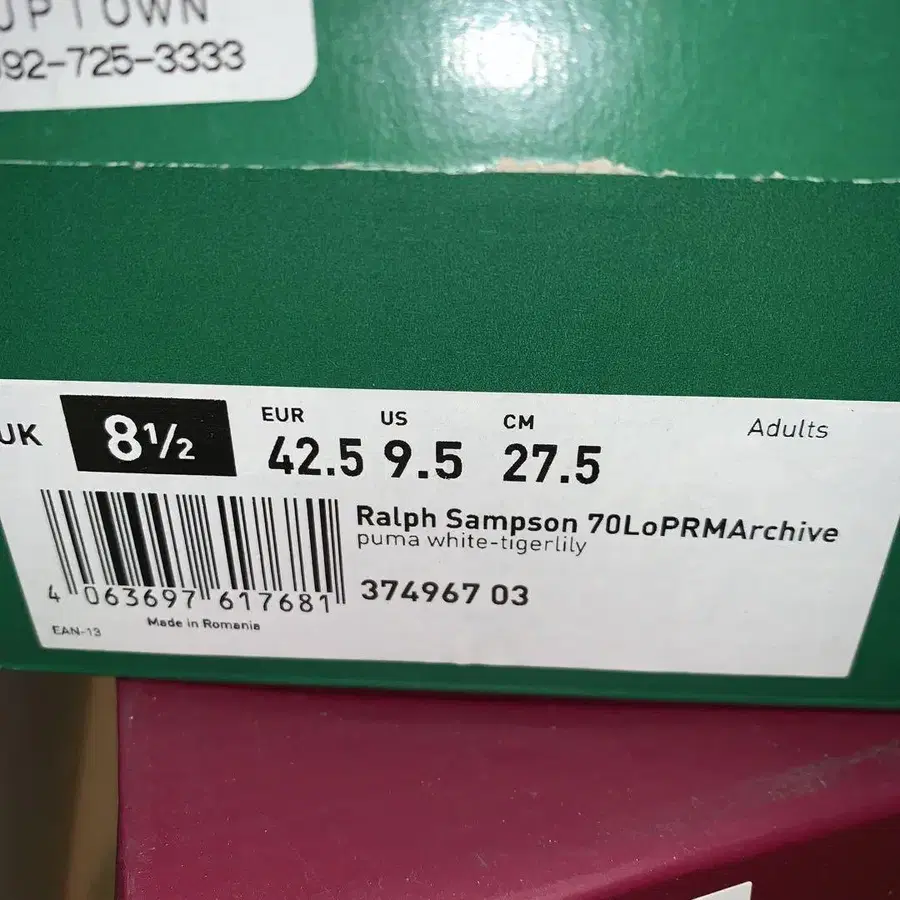 UPTOWN
092-725-3333
UK 8½ EUR 42.5 US 9.5 CM 27.5 Adults
Ralph Sampson 70LoPRMArchive
puma white-tigerlily
374967 03
4 063697 617681
EAN-13 Made in Romania